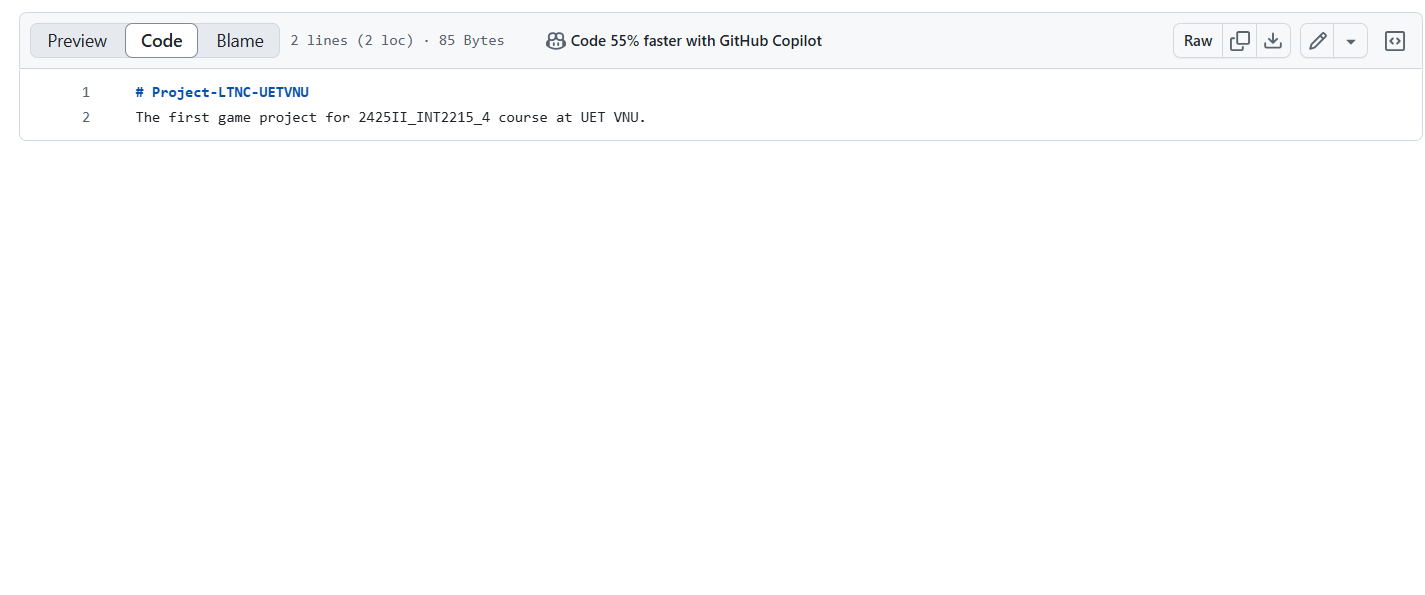 Preview Code Blame 2 lines (2 loc) · 85 Bytes Code 55% faster with GitHub Copilot Raw
1 # Project-LTNC-UETVNU
2 The first game project for 2425II_INT2215_4 course at UET VNU.